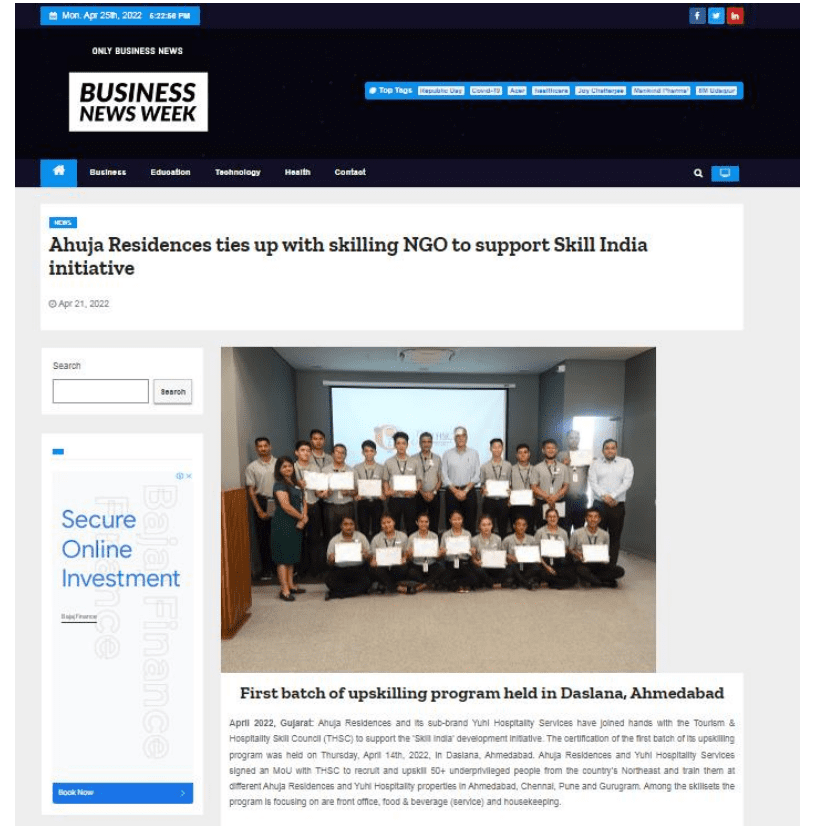 Mon. Apr 25th, 2022 5:22:58 PM
ONLY BUSINESS NEWS
BUSINESS
NEWS WEEK
Top Tags Republic Day Covid-19 Acer healthcare Joy Chatterjee Mankind Pharma' IIM Udaipur
Business Education Technology Health Contact
NEWS
Ahuja Residences ties up with skilling NGO to support Skill India
initiative
Apr 21, 2022
Search
Search
THSC
Secure
Online
Investment
Bajaj Finance
Bajaj Finance
Book Now
First batch of upskilling program held in Daslana, Ahmedabad
April 2022, Gujarat: Ahuja Residences and its sub-brand Yuhi Hospitality Services have joined hands with the Tourism &
Hospitality Skill Council (THSC) to support the 'Skill India' development initiative. The certification of the first batch of its upskilling
program was held on Thursday, April 14th, 2022, in Daslana, Ahmedabad. Ahuja Residences and Yuhi Hospitality Services
signed an MoU with THSC to recruit and upskill 50+ underprivileged people from the country's Northeast and train them at
different Ahuja Residences and Yuhi Hospitality properties in Ahmedabad, Chennai, Pune and Gurugram. Among the skillsets the
program is focusing on are front office, food & beverage (service) and housekeeping.